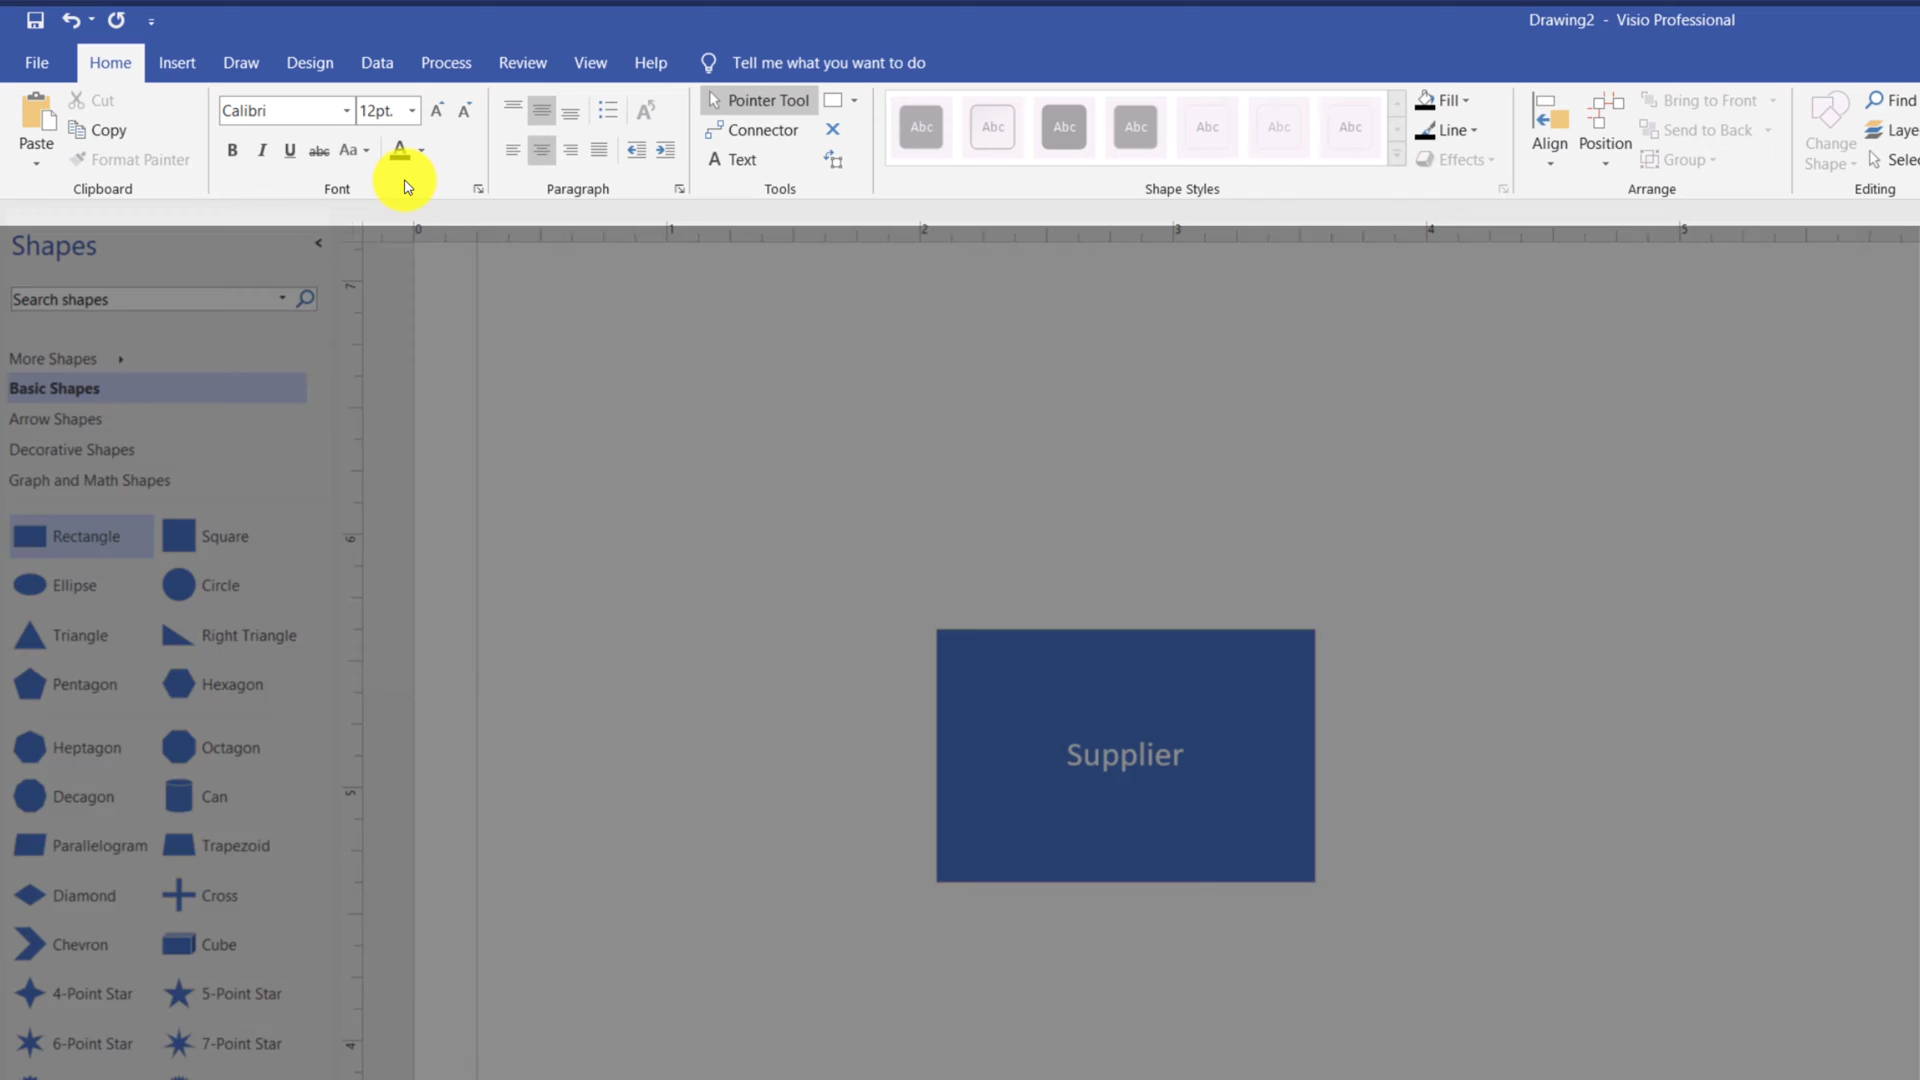 Drawing2 - Visio Professional
File Home Insert Draw Design Data Process Review View Help Tell me what you want to do
Paste
Cut
Copy
Format Painter
Clipboard
Calibri 12pt. A A
B I U abc Aa A
Font
A
Paragraph
Pointer Tool
Connector
A Text
Tools
Abc Abc Abc Abc Abc Abc Abc
Shape Styles
Fill
Line
Effects
Align
Position
Bring to Front
Send to Back
Group
Arrange
Change
Shape
Find
Laye
Selec
Editing
Shapes
Search shapes
More Shapes
Basic Shapes
Arrow Shapes
Decorative Shapes
Graph and Math Shapes
Rectangle Square
Ellipse Circle
Triangle Right Triangle
Pentagon Hexagon
Heptagon Octagon
Decagon Can
Parallelogram Trapezoid
Diamond Cross
Chevron Cube
4-Point Star 5-Point Star
6-Point Star 7-Point Star
0 1 2 3 4 5
7
6
5
4
Supplier